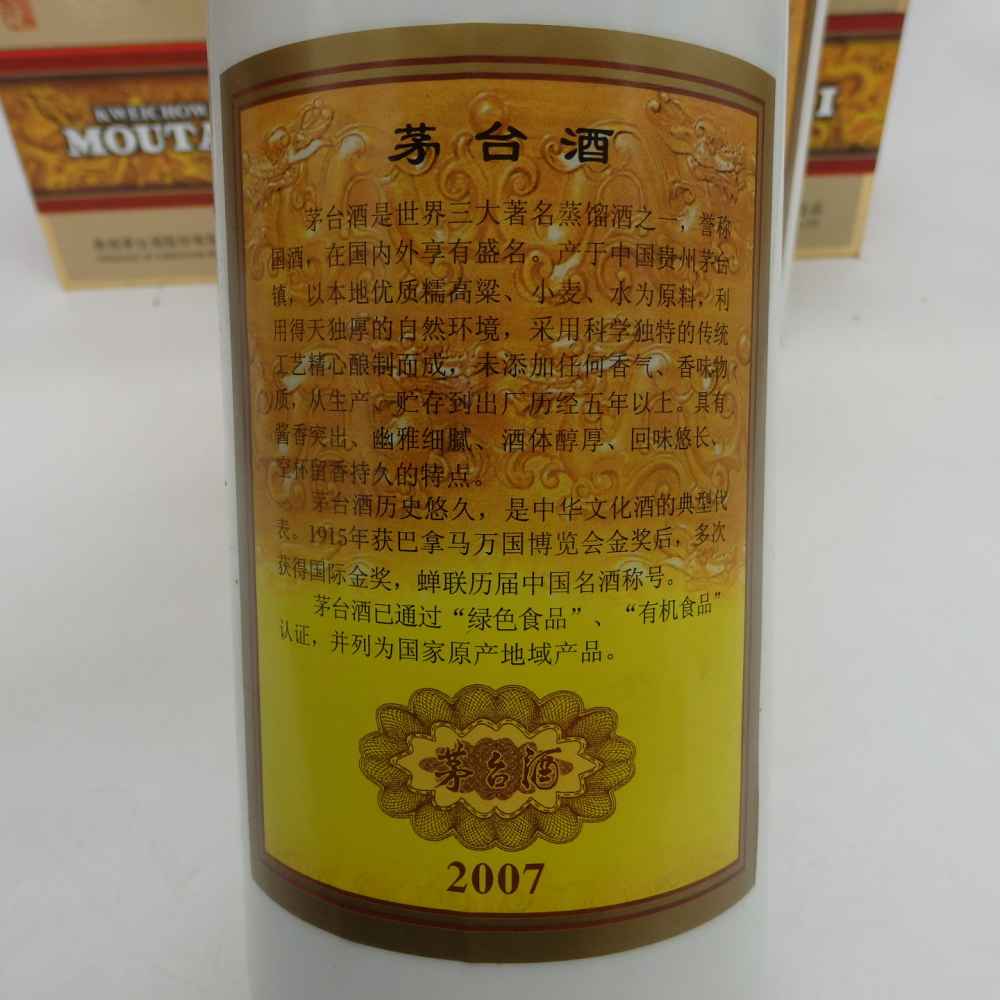 KWEICHOW
MOUTA
I
茅台酒
茅台酒是世界三大著名蒸馏酒之一，誉称
国酒，在国内外享有盛名。产于中国贵州茅台
镇，以本地优质糯高粱、小麦、水为原料，利
用得天独厚的自然环境，采用科学独特的传统
工艺精心酿制而成，未添加任何香气、香味物
质，从生产、贮存到出厂历经五年以上。具有
酱香突出、幽雅细腻、酒体醇厚、回味悠长、
空杯留香持久的特点。
茅台酒历史悠久，是中华文化酒的典型代
表。1915年获巴拿马万国博览会金奖后，多次
获得国际金奖，蝉联历届中国名酒称号。
茅台酒已通过“绿色食品”、“有机食品”
认证，并列为国家原产地域产品。
茅台酒
2007